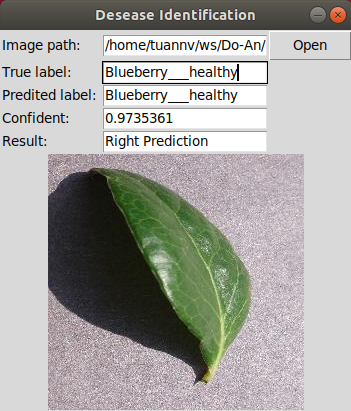 Desease Identification
Image path: /home/tuannv/ws/Do-An/ Open
True label: Blueberry___healthy
Predited label: Blueberry___healthy
Confident: 0.9735361
Result: Right Prediction